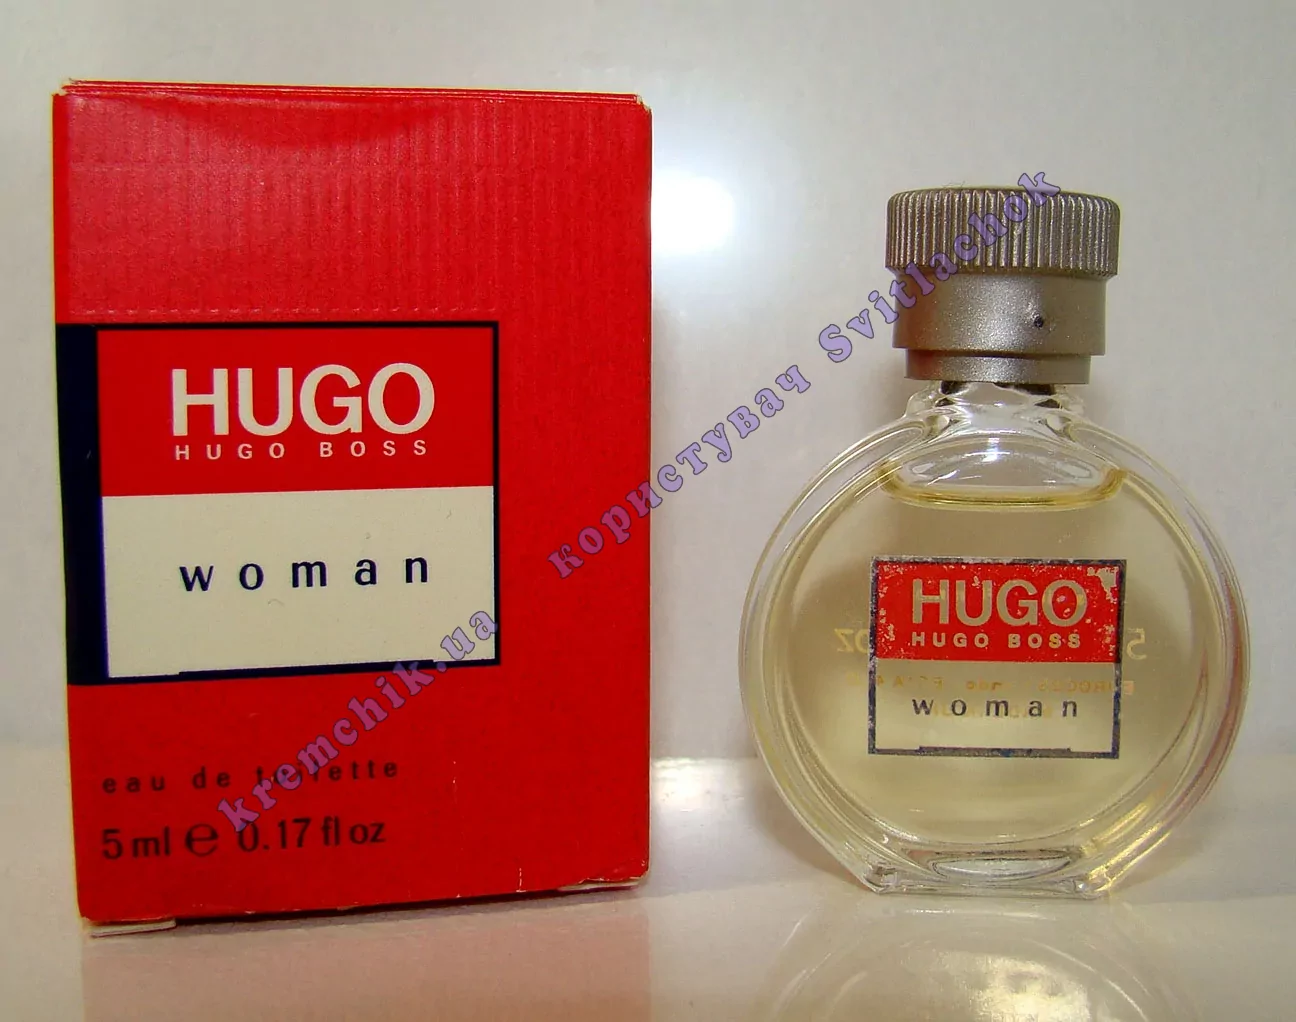 HUGO
HUGO BOSS
woman
eau de toilette
5 ml e 0.17 fl oz
kremchik.ua користувач Svitlachok
HUGO
HUGO BOSS
woman